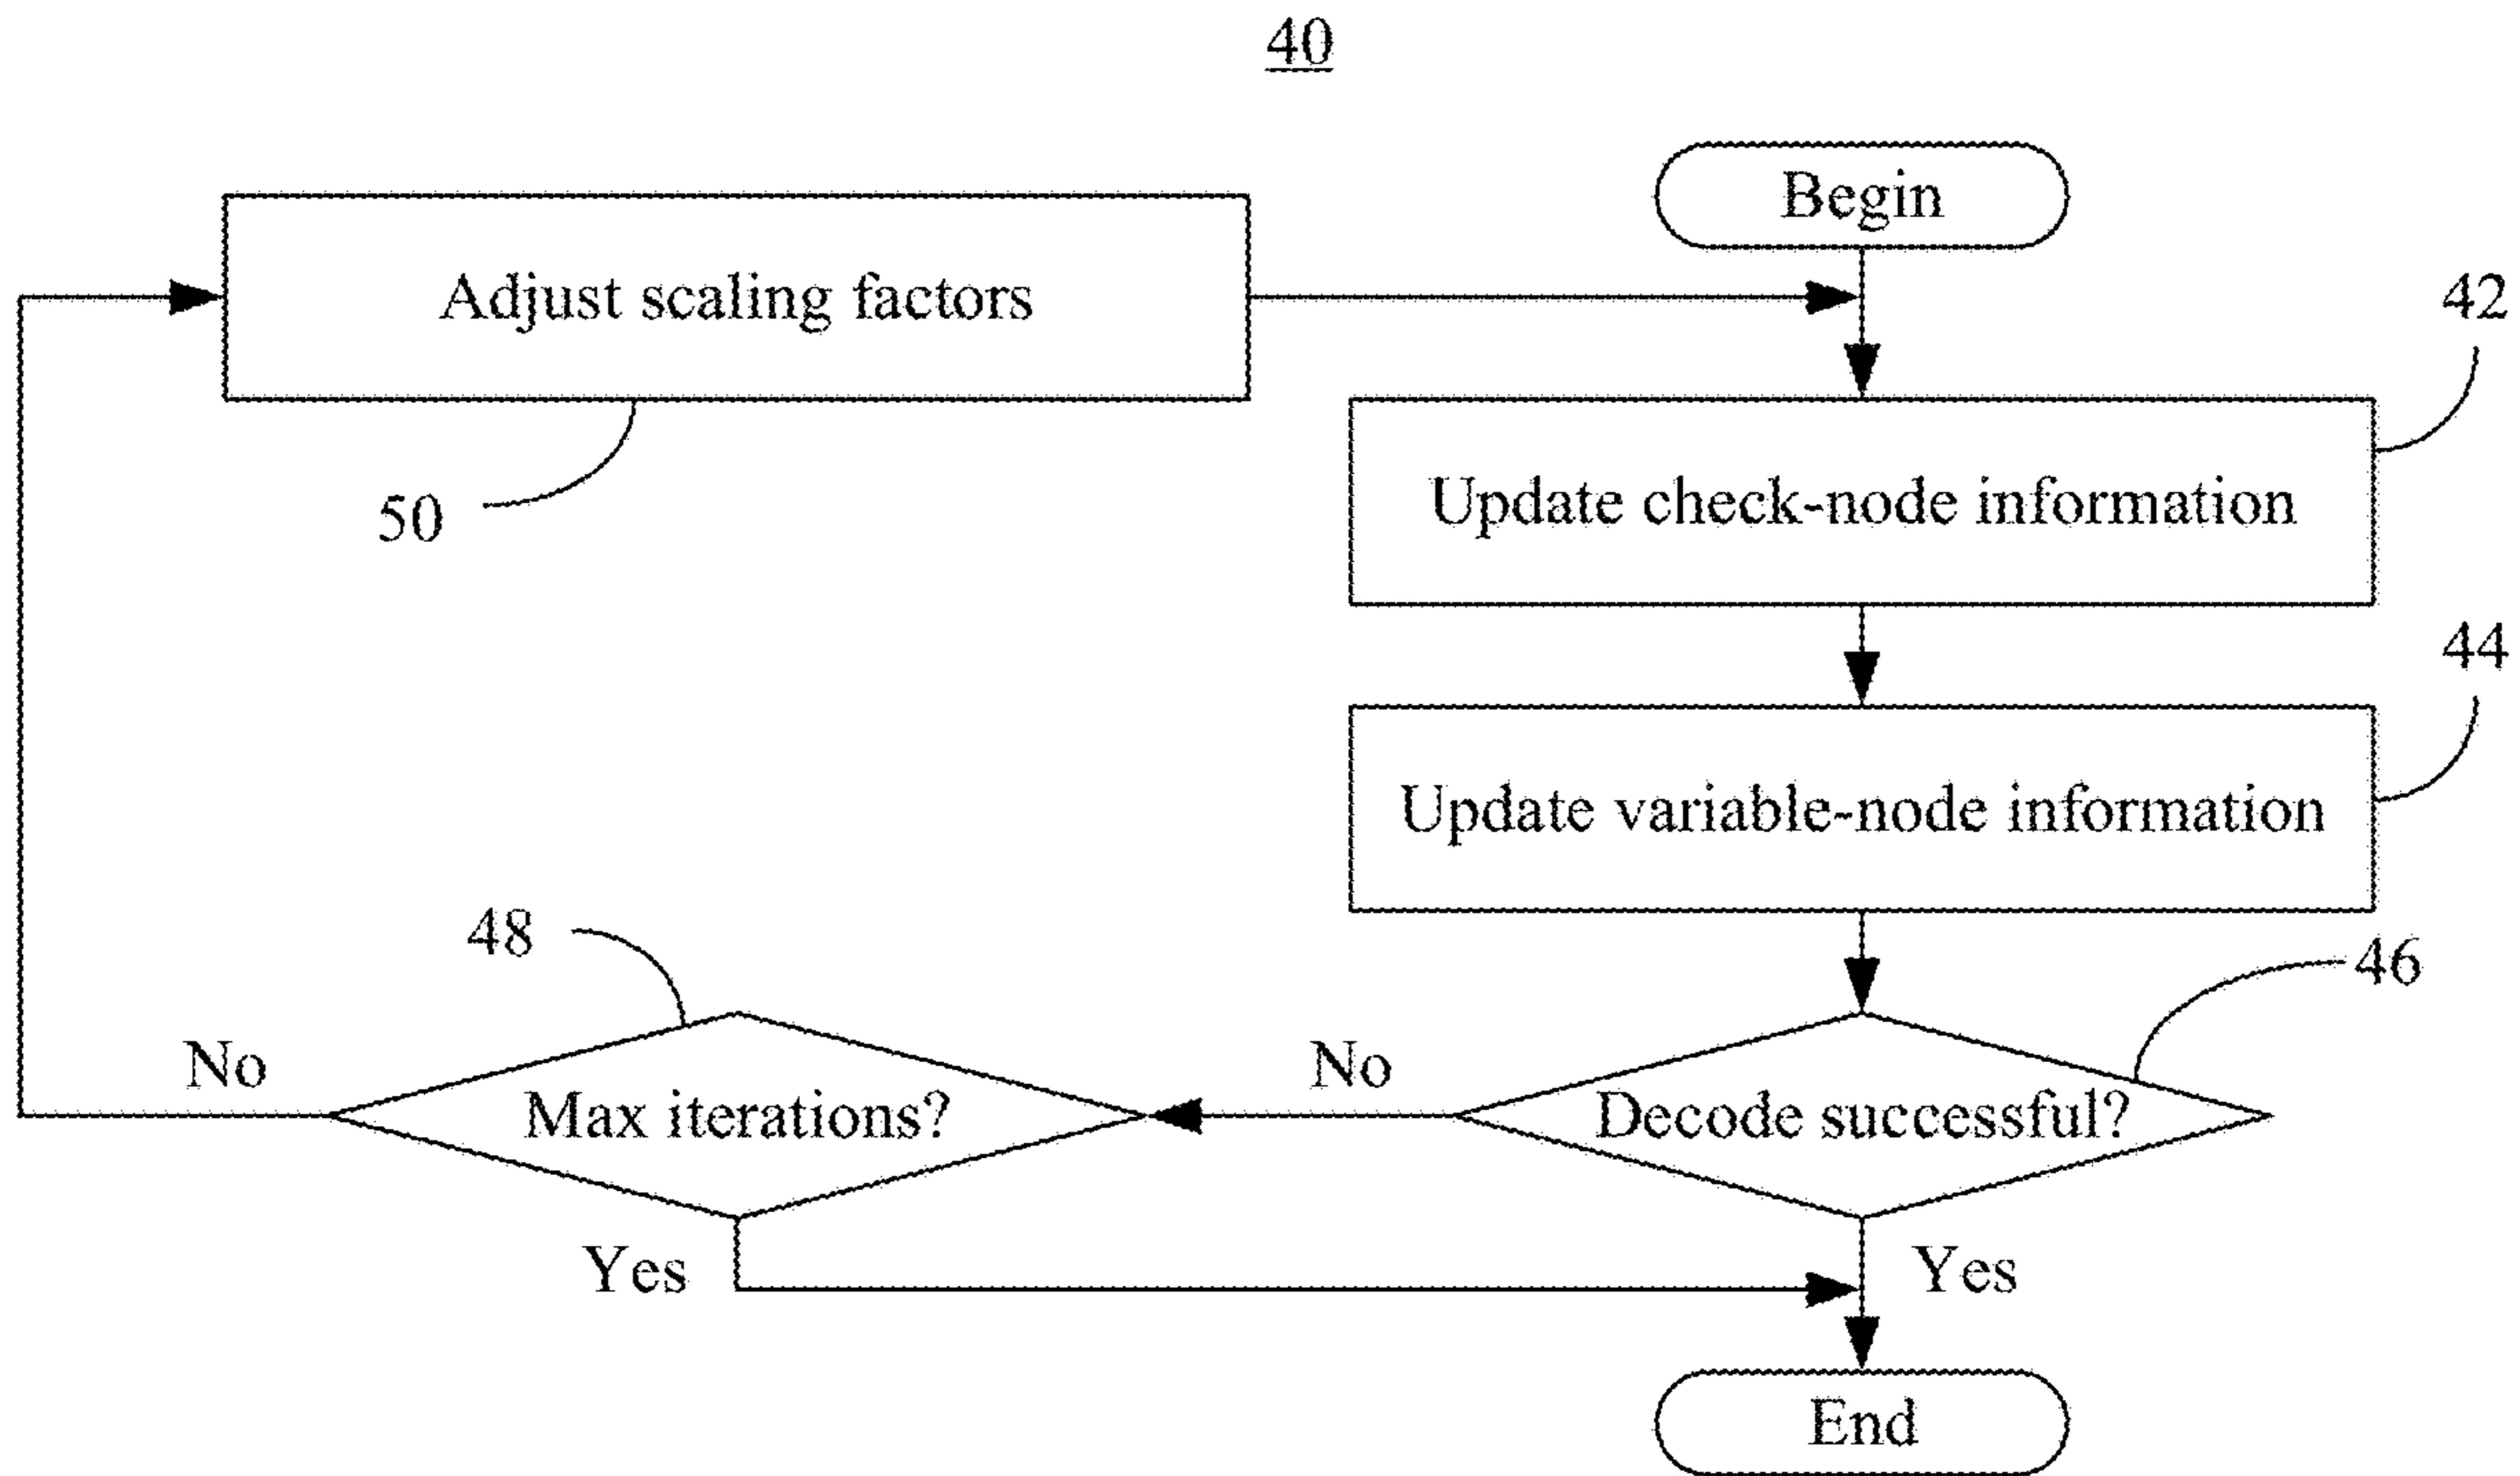 40
Begin
Adjust scaling factors
42
Update check-node information
50
44
Update variable-node information
48
46
No
No
Max iterations?
Decode successful?
Yes
Yes
End